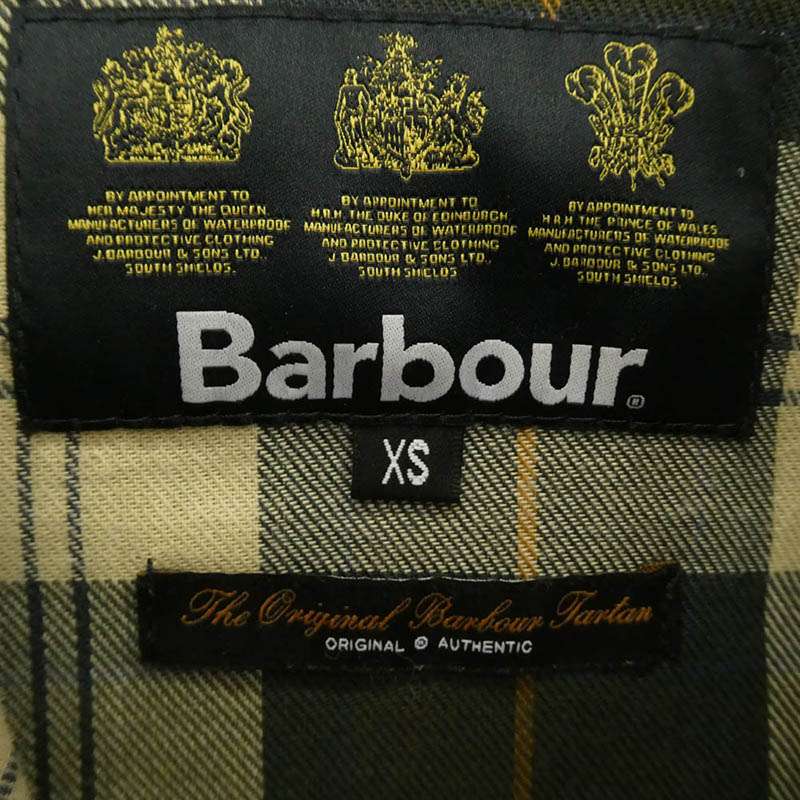 BY APPOINTMENT TO
HER MAJESTY THE QUEEN
MANUFACTURERS OF WATERPROOF
AND PROTECTIVE CLOTHING
J. BARBOUR & SONS LTD.,
SOUTH SHIELDS.
BY APPOINTMENT TO
H.R.H. THE DUKE OF EDINBURGH,
MANUFACTURERS OF WATERPROOF
AND PROTECTIVE CLOTHING
J. BARBOUR & SONS LTD.,
SOUTH SHIELDS.
BY APPOINTMENT TO
H.R.H THE PRINCE OF WALES
MANUFACTURERS OF WATERPROOF
AND PROTECTIVE CLOTHING
J. BARBOUR & SONS LTD.,
SOUTH SHIELDS.
Barbour®
XS
The Original Barbour Tartan
ORIGINAL ® AUTHENTIC